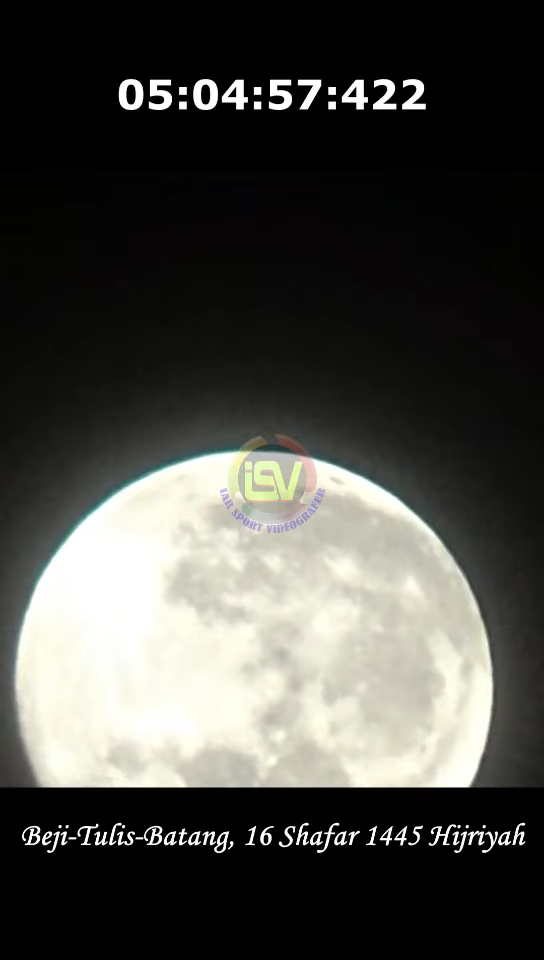 05:04:57:422
iSV
IAR SPORT VIDEOGRAFER
Beji-Tulis-Batang, 16 Shafar 1445 Hijriyah